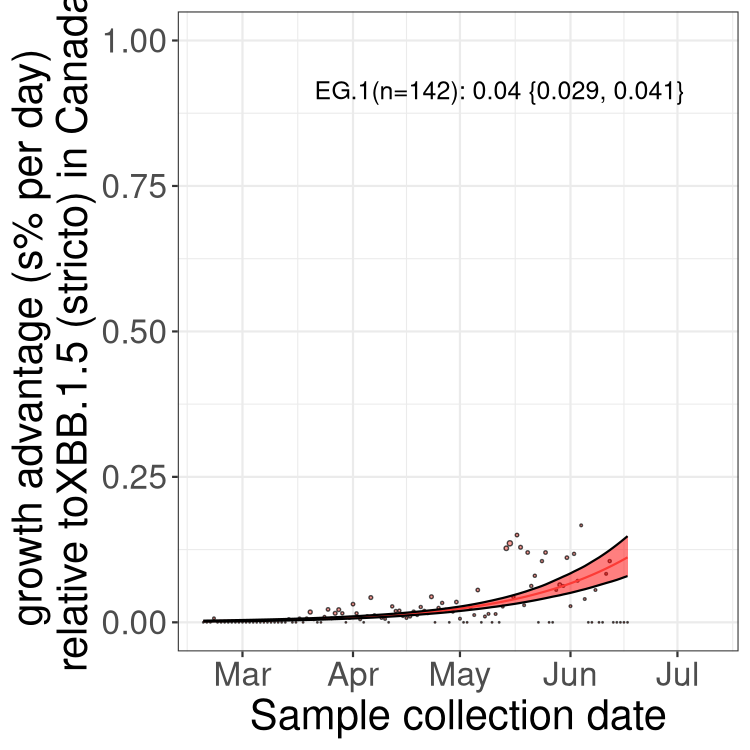 growth advantage (s% per day)
relative toXBB.1.5 (stricto) in Canada
1.00
0.75
0.50
0.25
0.00
EG.1(n=142): 0.04 {0.029, 0.041}
Mar Apr May Jun Jul
Sample collection date